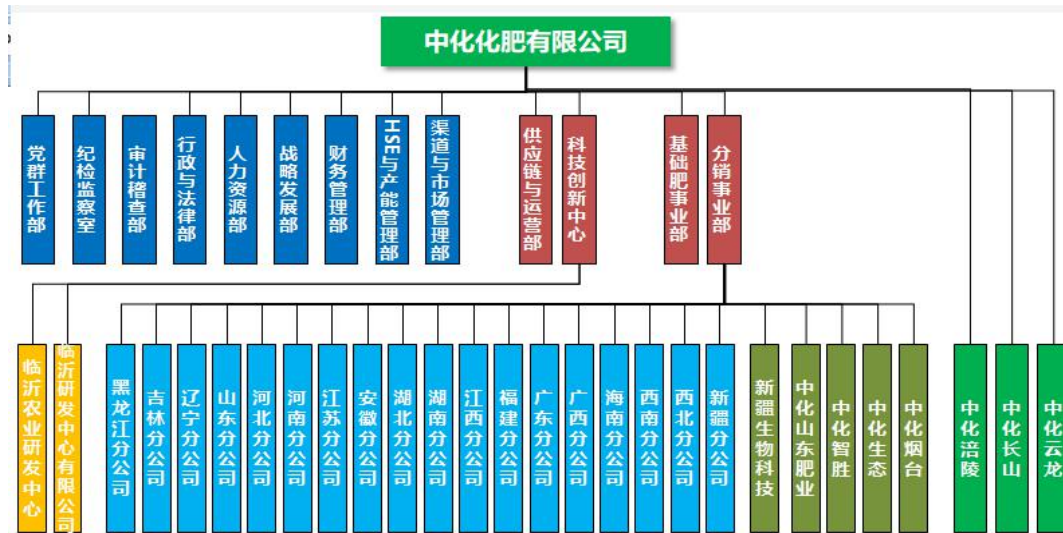 中化化肥有限公司
党群工作部
纪检监察室
审计稽查部
行政与法律部
人力资源部
战略发展部
财务管理部
HSE与产能管理部
渠道与市场管理部
供应链与运营部
科技创新中心
基础肥事业部
分销事业部
临沂农业研发中心
临沂研发中心有限公司
黑龙江分公司
吉林分公司
辽宁分公司
山东分公司
河北分公司
河南分公司
江苏分公司
安徽分公司
湖北分公司
湖南分公司
江西分公司
福建分公司
广东分公司
广西分公司
海南分公司
西南分公司
西北分公司
新疆分公司
新疆生物科技
中化山东肥业
中化智胜
中化生态
中化烟台
中化涪陵
中化长山
中化云龙